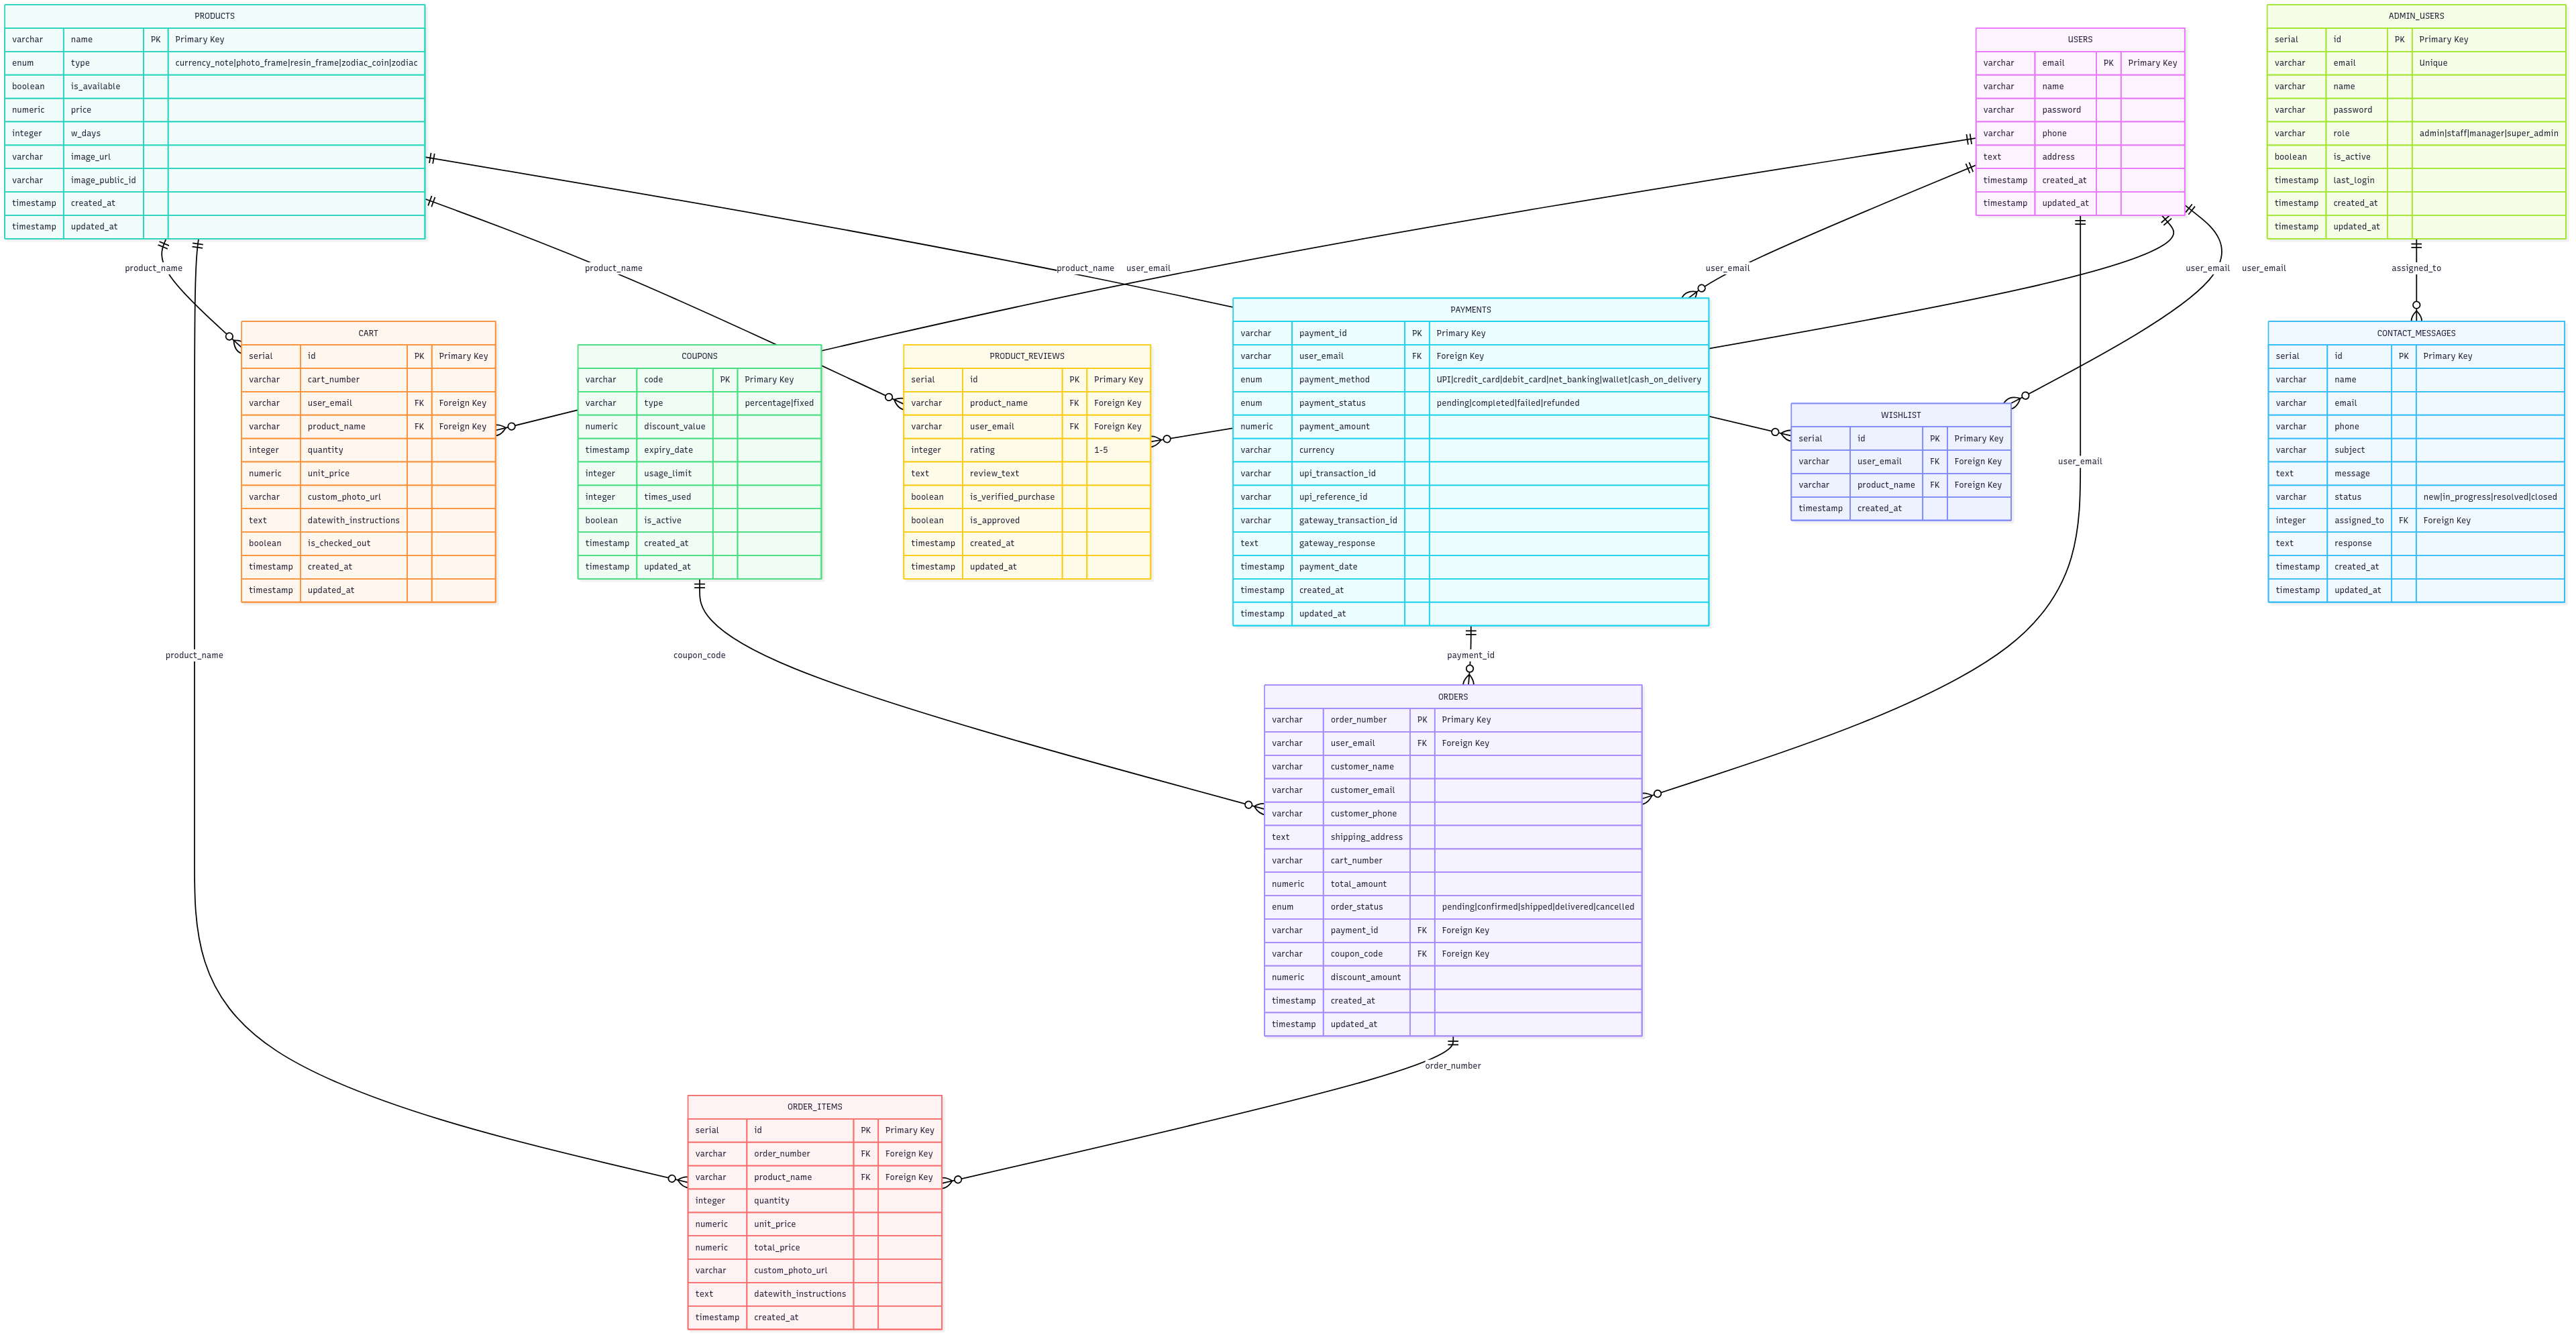 PRODUCTS
varchar name PK Primary Key
enum type currency_note|photo_frame|resin_frame|zodiac_coin|zodiac
boolean is_available
numeric price
integer w_days
varchar image_url
varchar image_public_id
timestamp created_at
timestamp updated_at
USERS
varchar email PK Primary Key
varchar name
varchar password
varchar phone
text address
timestamp created_at
timestamp updated_at
ADMIN_USERS
serial id PK Primary Key
varchar email Unique
varchar name
varchar password
varchar role admin|staff|manager|super_admin
boolean is_active
timestamp last_login
timestamp created_at
timestamp updated_at
product_name
product_name
product_name
user_email
user_email
user_email
user_email
assigned_to
CART
serial id PK Primary Key
varchar cart_number
varchar user_email FK Foreign Key
varchar product_name FK Foreign Key
integer quantity
numeric unit_price
varchar custom_photo_url
text datewith_instructions
boolean is_checked_out
timestamp created_at
timestamp updated_at
COUPONS
varchar code PK Primary Key
varchar type percentage|fixed
numeric discount_value
timestamp expiry_date
integer usage_limit
integer times_used
boolean is_active
timestamp created_at
timestamp updated_at
PRODUCT_REVIEWS
serial id PK Primary Key
varchar product_name FK Foreign Key
varchar user_email FK Foreign Key
integer rating 1-5
text review_text
boolean is_verified_purchase
boolean is_approved
timestamp created_at
timestamp updated_at
PAYMENTS
varchar payment_id PK Primary Key
varchar user_email FK Foreign Key
enum payment_method UPI|credit_card|debit_card|net_banking|wallet|cash_on_delivery
enum payment_status pending|completed|failed|refunded
numeric payment_amount
varchar currency
varchar upi_transaction_id
varchar upi_reference_id
varchar gateway_transaction_id
text gateway_response
timestamp payment_date
timestamp created_at
timestamp updated_at
WISHLIST
serial id PK Primary Key
varchar user_email FK Foreign Key
varchar product_name FK Foreign Key
timestamp created_at
user_email
CONTACT_MESSAGES
serial id PK Primary Key
varchar name
varchar email
varchar phone
varchar subject
text message
varchar status new|in_progress|resolved|closed
integer assigned_to FK Foreign Key
text response
timestamp created_at
timestamp updated_at
product_name
coupon_code
payment_id
ORDERS
varchar order_number PK Primary Key
varchar user_email FK Foreign Key
varchar customer_name
varchar customer_email
varchar customer_phone
text shipping_address
varchar cart_number
numeric total_amount
enum order_status pending|confirmed|shipped|delivered|cancelled
varchar payment_id FK Foreign Key
varchar coupon_code FK Foreign Key
numeric discount_amount
timestamp created_at
timestamp updated_at
order_number
ORDER_ITEMS
serial id PK Primary Key
varchar order_number FK Foreign Key
varchar product_name FK Foreign Key
integer quantity
numeric unit_price
numeric total_price
varchar custom_photo_url
text datewith_instructions
timestamp created_at